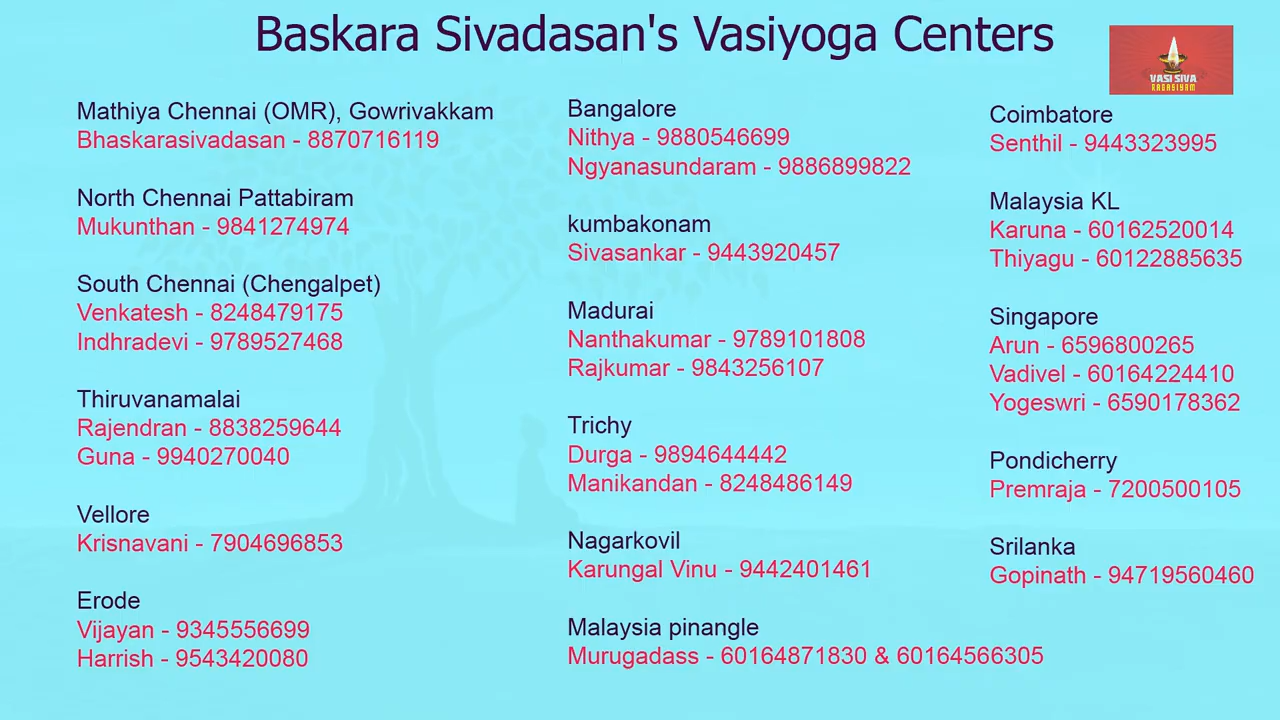 Baskara Sivadasan's Vasiyoga Centers
VASI SIVA
RAGASIYAM
Mathiya Chennai (OMR), Gowrivakkam
Bhaskarasivadasan - 8870716119
North Chennai Pattabiram
Mukunthan - 9841274974
South Chennai (Chengalpet)
Venkatesh - 8248479175
Indhradevi - 9789527468
Thiruvanamalai
Rajendran - 8838259644
Guna - 9940270040
Vellore
Krisnavani - 7904696853
Erode
Vijayan - 9345556699
Harrish - 9543420080
Bangalore
Nithya - 9880546699
Ngyanasundaram - 9886899822
kumbakonam
Sivasankar - 9443920457
Madurai
Nanthakumar - 9789101808
Rajkumar - 9843256107
Trichy
Durga - 9894644442
Manikandan - 8248486149
Nagarkovil
Karungal Vinu - 9442401461
Malaysia pinangle
Murugadass - 60164871830 & 60164566305
Coimbatore
Senthil - 9443323995
Malaysia KL
Karuna - 60162520014
Thiyagu - 60122885635
Singapore
Arun - 6596800265
Vadivel - 60164224410
Yogeswri - 6590178362
Pondicherry
Premraja - 7200500105
Srilanka
Gopinath - 94719560460